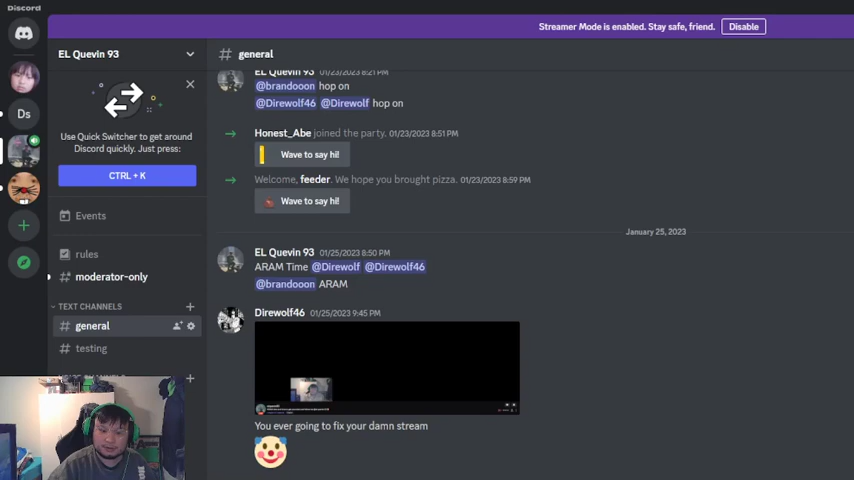 Discord
Streamer Mode is enabled. Stay safe, friend.
Disable
EL Quevin 93
# general
Use Quick Switcher to get around
Discord quickly. Just press:
CTRL + K
Ds
Events
rules
# moderator-only
TEXT CHANNELS
# general
# testing
EL Quevin 93 01/23/2023 8:21 PM
@brandooon hop on
@Direwolf46 @Direwolf hop on
Honest_Abe joined the party. 01/23/2023 8:51 PM
Wave to say hi!
Welcome, feeder. We hope you brought pizza. 01/23/2023 8:59 PM
Wave to say hi!
January 25, 2023
EL Quevin 93 01/25/2023 8:50 PM
ARAM Time @Direwolf @Direwolf46
@brandooon ARAM
Direwolf46 01/25/2023 9:45 PM
You ever going to fix your damn stream